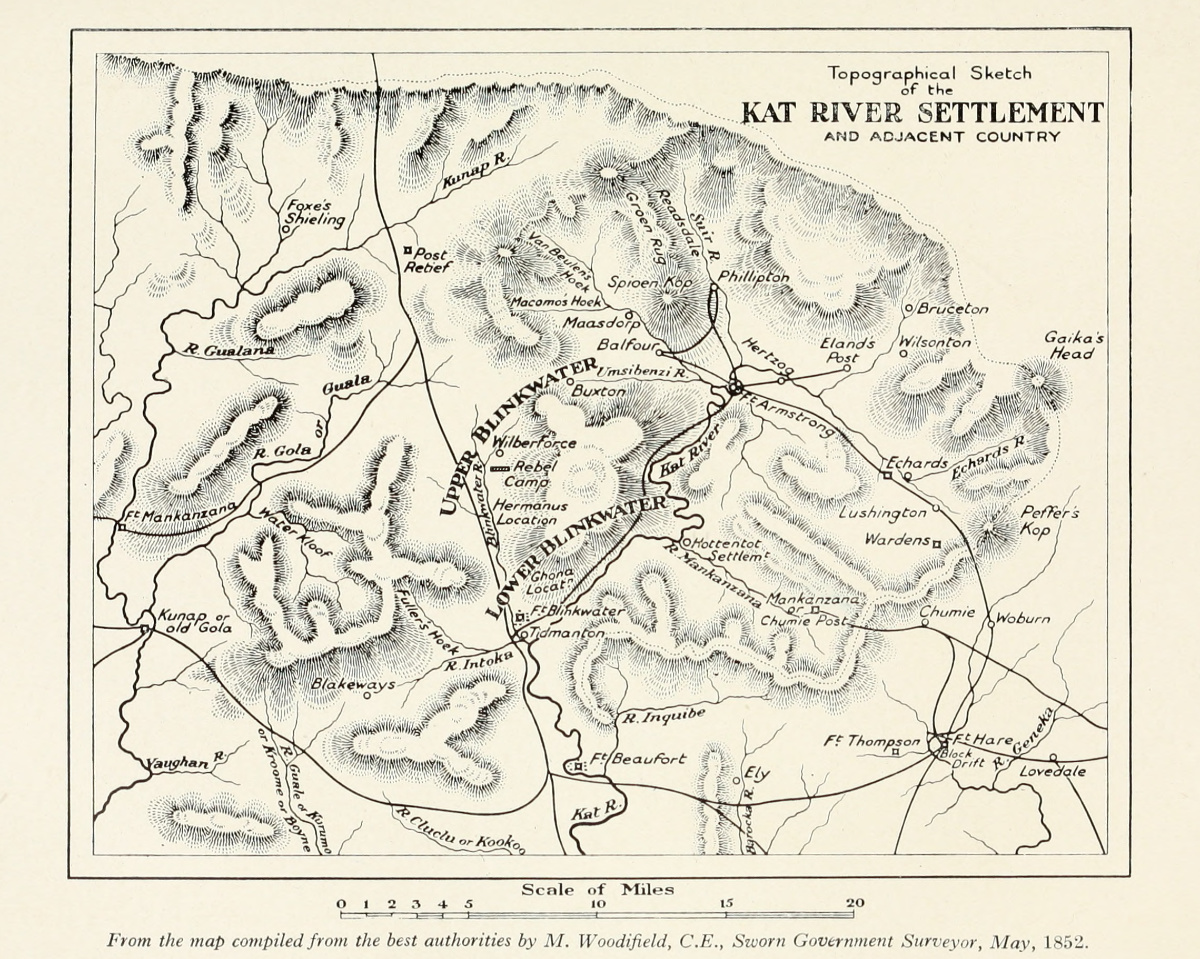 Topographical Sketch
of the
KAT RIVER SETTLEMENT
AND ADJACENT COUNTRY
Kunap R.
Foxe's
Shieling
Post
Retief
Groen Rug
Readsdale
Suir R
Van Beulen's
Hoek
Spioen Kop
Phillipton
Macomo's Hoek
Maasdorp
Bruceton
Balfour
Hertzog
Eland's
Post
Wilsonton
Gaika's
Head
R. Gualana
Guala
or
R. Gola
Umsibenzi R.
Buxton
Ft Armstrong
UPPER BLINKWATER
Wilberforce
Rebel
Camp
Kat River
Echards
Echards R.
Hermanus
Location
Blinkwater R.
LOWER BLINKWATER
Lushington
Peffer's
Kop
Wardens
Ft Mankanzana
Water Kloof
Hottentot
Settlemt
R. Mankanzana
Ghona
Locatn
Mankanzana
or
Chumie Post
Chumie
Woburn
Kunap or
old Gola
Fuller's Hoek
Ft Blinkwater
Tidmanton
R. Intoka
Blakeways
R. Inquibe
Ft Thompson
Ft Hare
Block
Drift
R. Geneka
Lovedale
Vaughan R.
R. Guale or Korumo
or Kroome or Boyne
Ft Beaufort
Ely
Kat R.
R. Cluclu or Kookoo
Scale of Miles
0 1 2 3 4 5 10 15 20
From the map compiled from the best authorities by M. Woodifield, C.E., Sworn Government Surveyor, May, 1852.